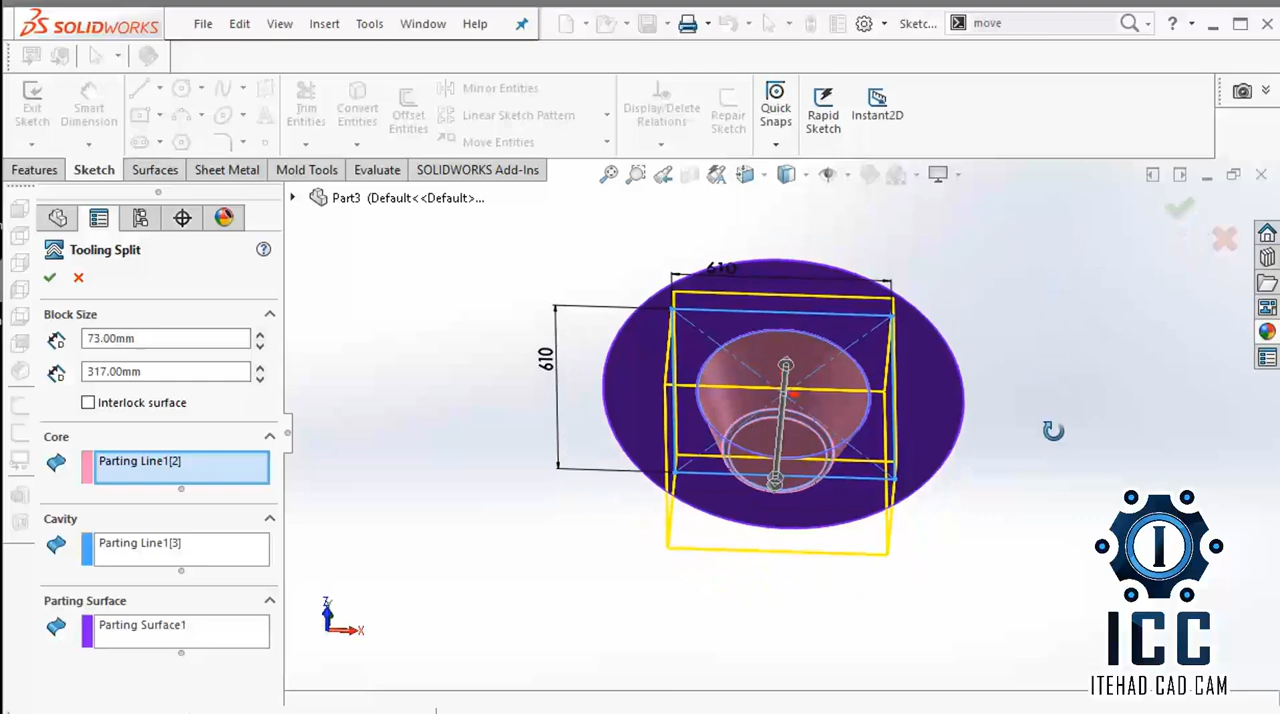 SOLIDWORKS File Edit View Insert Tools Window Help Sketc... move ?
Exit Sketch
Smart Dimension
Trim Entities
Convert Entities
Offset Entities
Mirror Entities
Linear Sketch Pattern
Move Entities
Display/Delete Relations
Repair Sketch
Quick Snaps
Rapid Sketch
Instant2D
Features Sketch Surfaces Sheet Metal Mold Tools Evaluate SOLIDWORKS Add-Ins
Part3 (Default<<Default>...
Tooling Split ?
Block Size
73.00mm
317.00mm
Interlock surface
Core
Parting Line1[2]
Cavity
Parting Line1[3]
Parting Surface
Parting Surface1
610
610
Z
X
I
ICC
ITEHAD CAD CAM